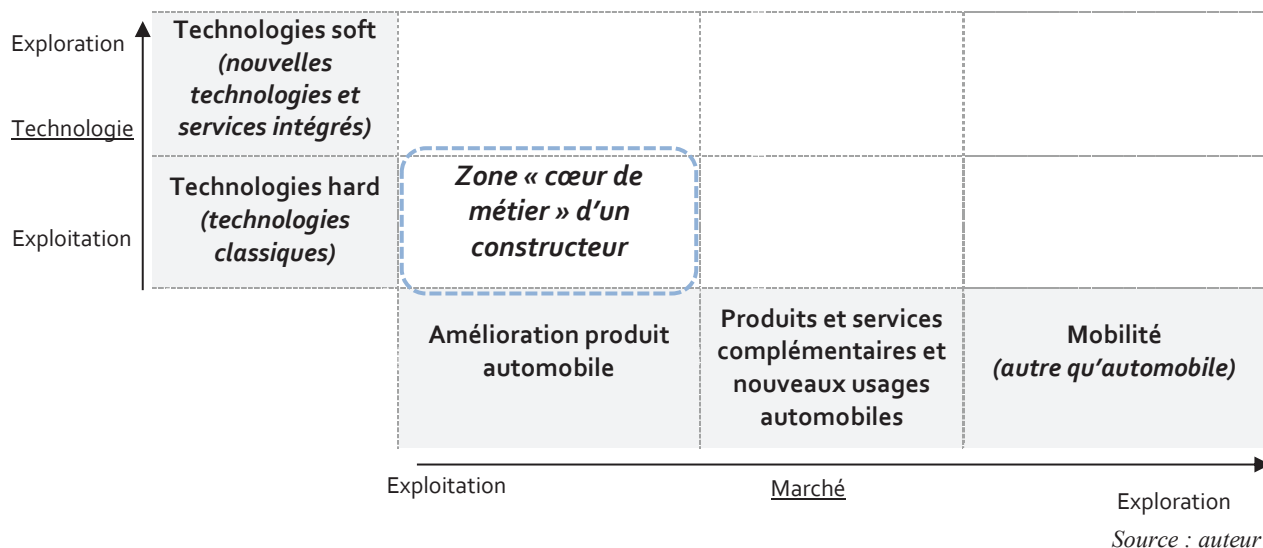 Exploration
Technologie
Exploitation
Technologies soft
(nouvelles
technologies et
services intégrés)
Technologies hard
(technologies
classiques)
Zone « cœur de
métier » d’un
constructeur
Amélioration produit
automobile
Produits et services
complémentaires et
nouveaux usages
automobiles
Mobilité
(autre qu’automobile)
Exploitation
Marché
Exploration
Source : auteur